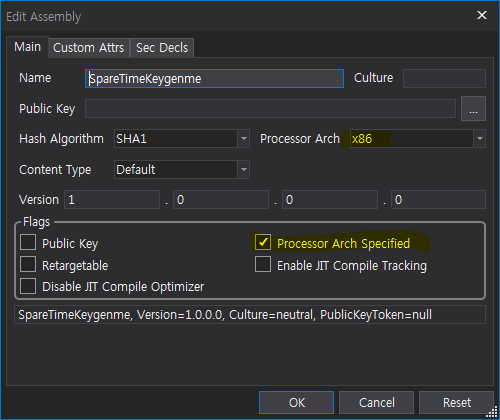 Edit Assembly
Main Custom Attrs Sec Decls
Name SpareTimeKeygenme Culture
Public Key ...
Hash Algorithm SHA1 Processor Arch x86
Content Type Default
Version 1 . 0 . 0 . 0
Flags
Public Key Processor Arch Specified
Retargetable Enable JIT Compile Tracking
Disable JIT Compile Optimizer
SpareTimeKeygenme, Version=1.0.0.0, Culture=neutral, PublicKeyToken=null
OK Cancel Reset